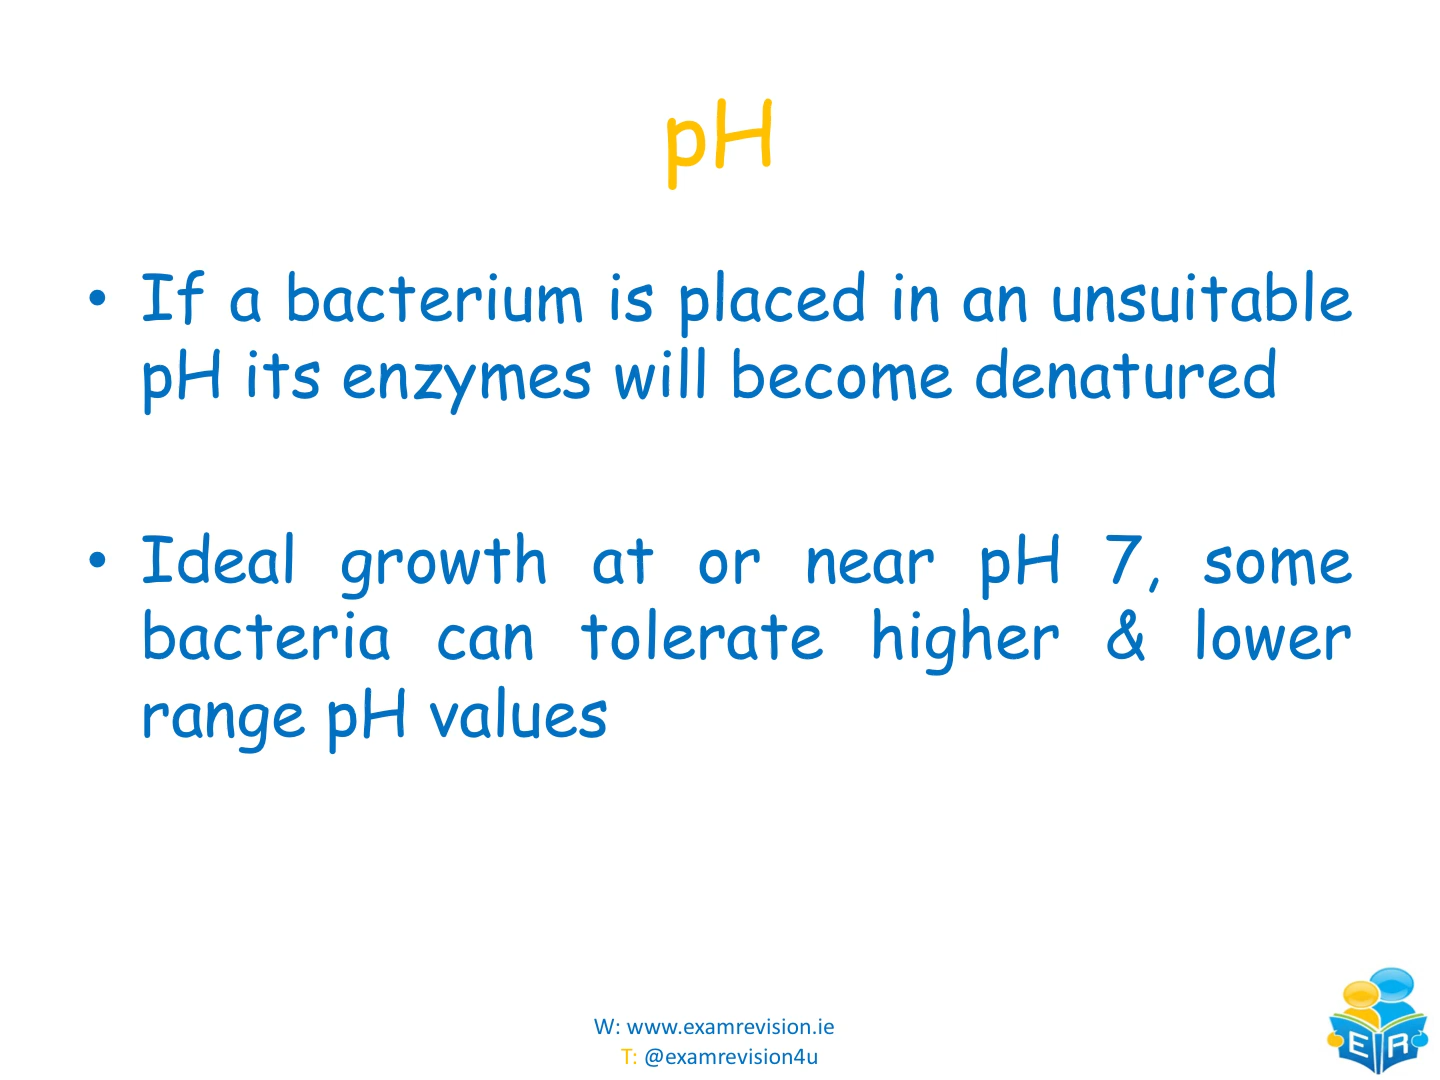 pH
• If a bacterium is placed in an unsuitable
pH its enzymes will become denatured
• Ideal growth at or near pH 7, some
bacteria can tolerate higher & lower
range pH values
W: www.examrevision.ie
T: @examrevision4u
E R